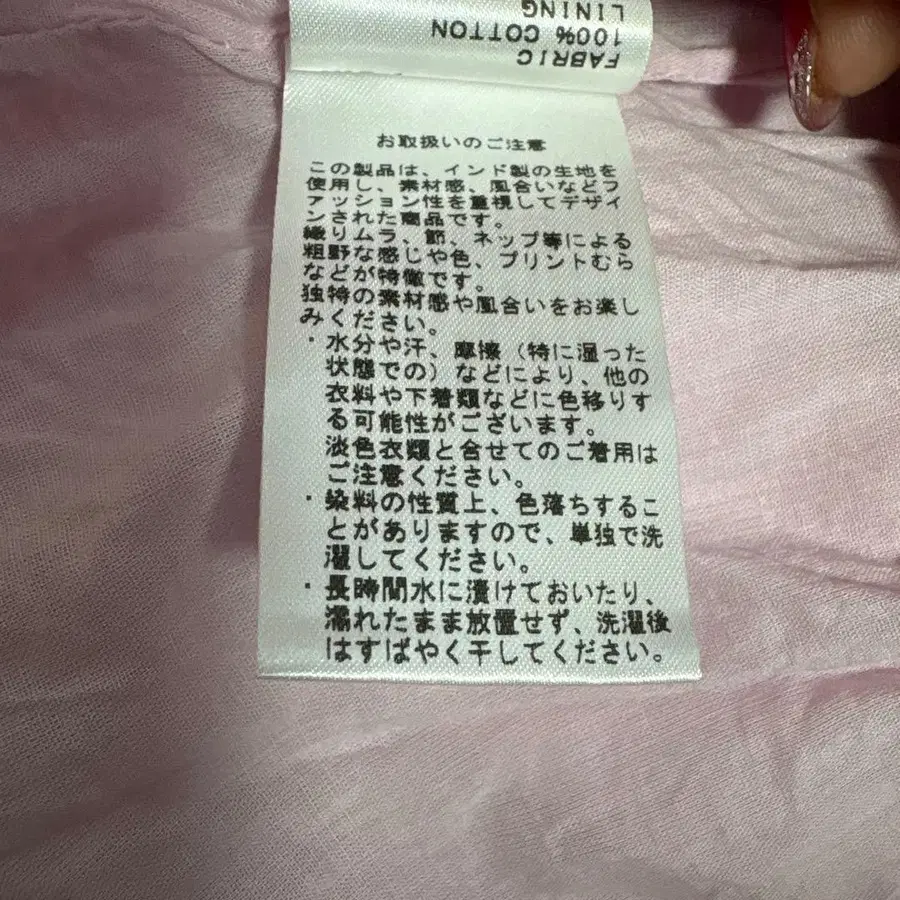 FABRIC
100% COTTON
LINING
お取扱いのご注意
この製品は、インド製の生地を
使用し、素材感、風合いなどフ
ァッション性を重視してデザイ
ンされた商品です。
織りムラ、節、ネップ等による
粗野な感じや色、プリントむら
などが特徴です。
独特の素材感や風合いをお楽し
みください。
・水分や汗、摩擦（特に湿った
状態での）などにより、他の
衣料や下着類などに色移りす
る可能性がございます。
淡色衣類と合せてのご着用は
ご注意ください。
・染料の性質上、色落ちするこ
とがありますので、単独で洗
濯してください。
・長時間水に漬けておいたり、
濡れたまま放置せず、洗濯後
はすばやく干してください。